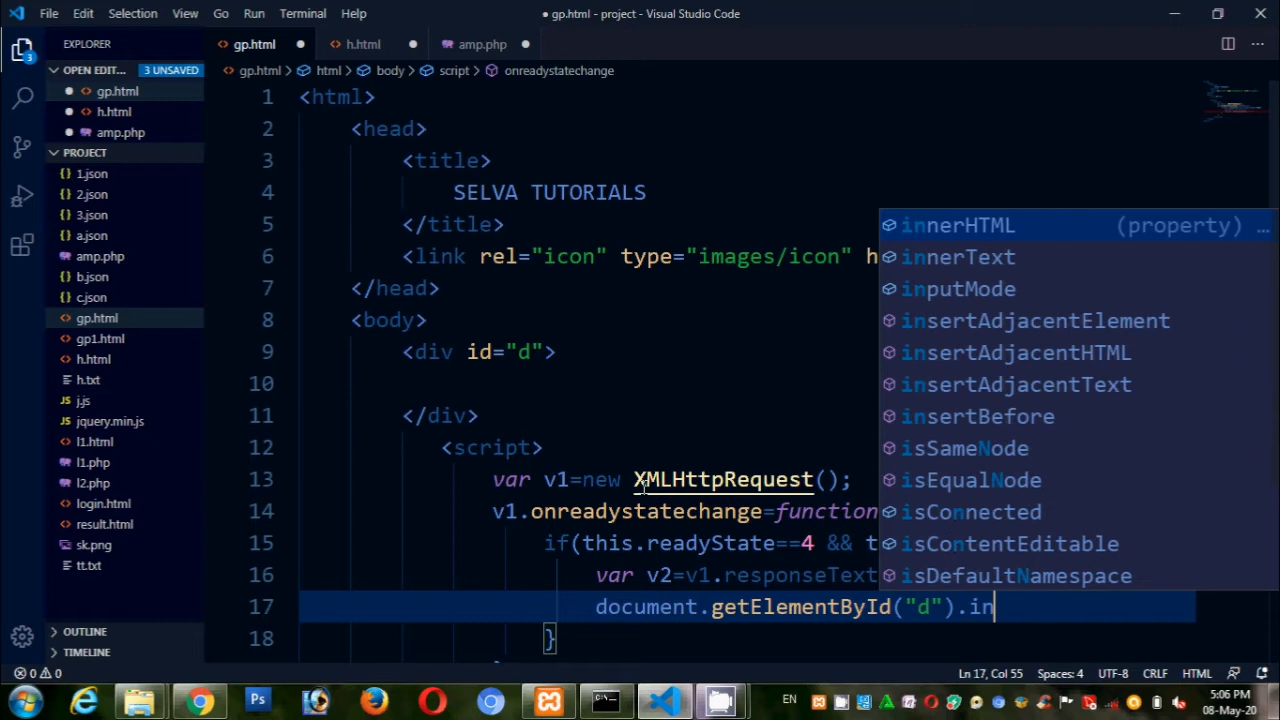 File Edit Selection View Go Run Terminal Help
● gp.html - project - Visual Studio Code
EXPLORER
gp.html
h.html
amp.php
OPEN EDIT... 3 UNSAVED
gp.html > html > body > script > onreadystatechange
gp.html
h.html
amp.php
PROJECT
1.json
2.json
3.json
a.json
amp.php
b.json
c.json
gp.html
gp1.html
h.html
h.txt
j.js
jquery.min.js
l1.html
l1.php
l2.php
login.html
result.html
sk.png
tt.txt
OUTLINE
TIMELINE
1 <html>
2 <head>
3 <title>
4 SELVA TUTORIALS
5 </title>
6 <link rel="icon" type="images/icon" h
7 </head>
8 <body>
9 <div id="d">
10
11 </div>
12 <script>
13 var v1=new XMLHttpRequest();
14 v1.onreadystatechange=function
15 if(this.readyState==4 && t
16 var v2=v1.responseText
17 document.getElementById("d").in
18 }
innerHTML (property) ...
innerText
inputMode
insertAdjacentElement
insertAdjacentHTML
insertAdjacentText
insertBefore
isSameNode
isEqualNode
isConnected
isContentEditable
isDefaultNamespace
0 0
Ln 17, Col 55 Spaces: 4 UTF-8 CRLF HTML
Ps
EN
5:06 PM
08-May-20